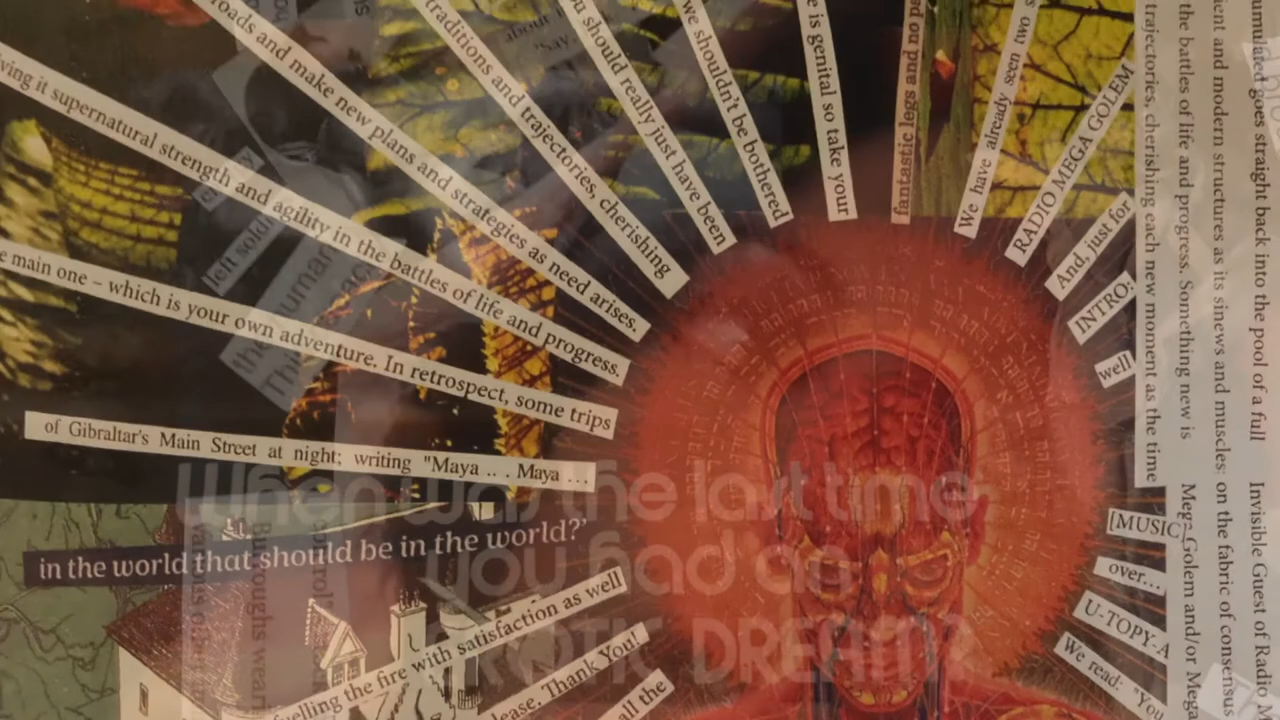 roads and make new plans and strategies as need arises.
traditions and trajectories, cherishing
should really just have been
we shouldn't be bothered
e is genital so take your
fantastic legs and no
We have already seen two
RADIO MEGA GOLEM
And, just for
INTRO:
well
ving it supernatural strength and agility in the battles of life and progress.
e main one – which is your own adventure. In retrospect, some trips
of Gibraltar's Main Street at night; writing "Maya .. . Maya ...
in the world that should be in the world?'
fuelling the fire with satisfaction as well
lease. Thank You!
all the
[MUSIC
over...
U-TOPY-A
We read: "You
trajectories, cherishing each new moment as the time
the battles of life and progress. Something new is
Mega Golem and/or Mega
ient and modern structures as its sinews and muscles: on the fabric of consensus
umulated goes straight back into the pool of a full
Invisible Guest of Radio M
left sold
When was the last time
you had an
EROTIC DREAM?